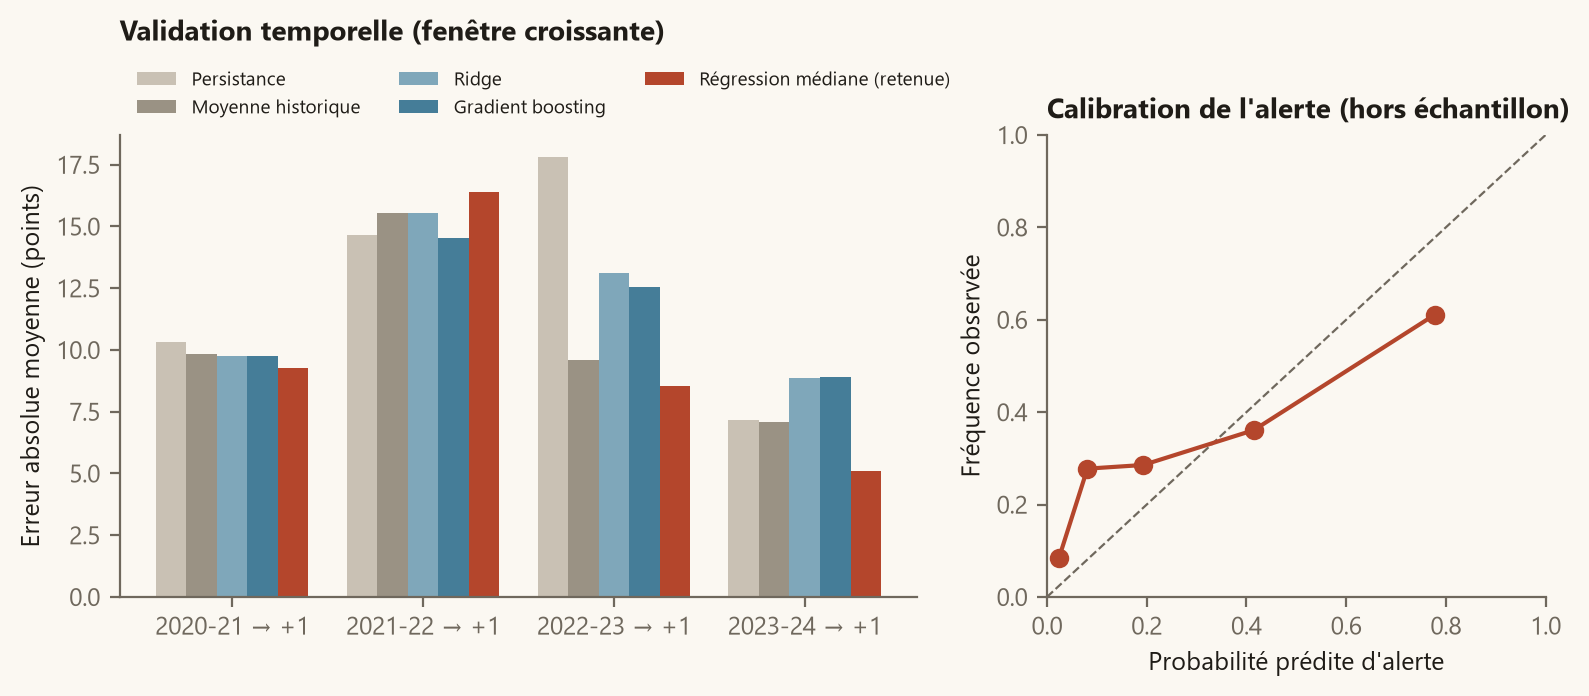 Validation temporelle (fenêtre croissante)
Persistance
Moyenne historique
Ridge
Gradient boosting
Régression médiane (retenue)
Erreur absolue moyenne (points)
17.5
15.0
12.5
10.0
7.5
5.0
2.5
0.0
2020-21 → +1
2021-22 → +1
2022-23 → +1
2023-24 → +1
Calibration de l'alerte (hors échantillon)
Fréquence observée
1.0
0.8
0.6
0.4
0.2
0.0
0.0
0.2
0.4
0.6
0.8
1.0
Probabilité prédite d'alerte